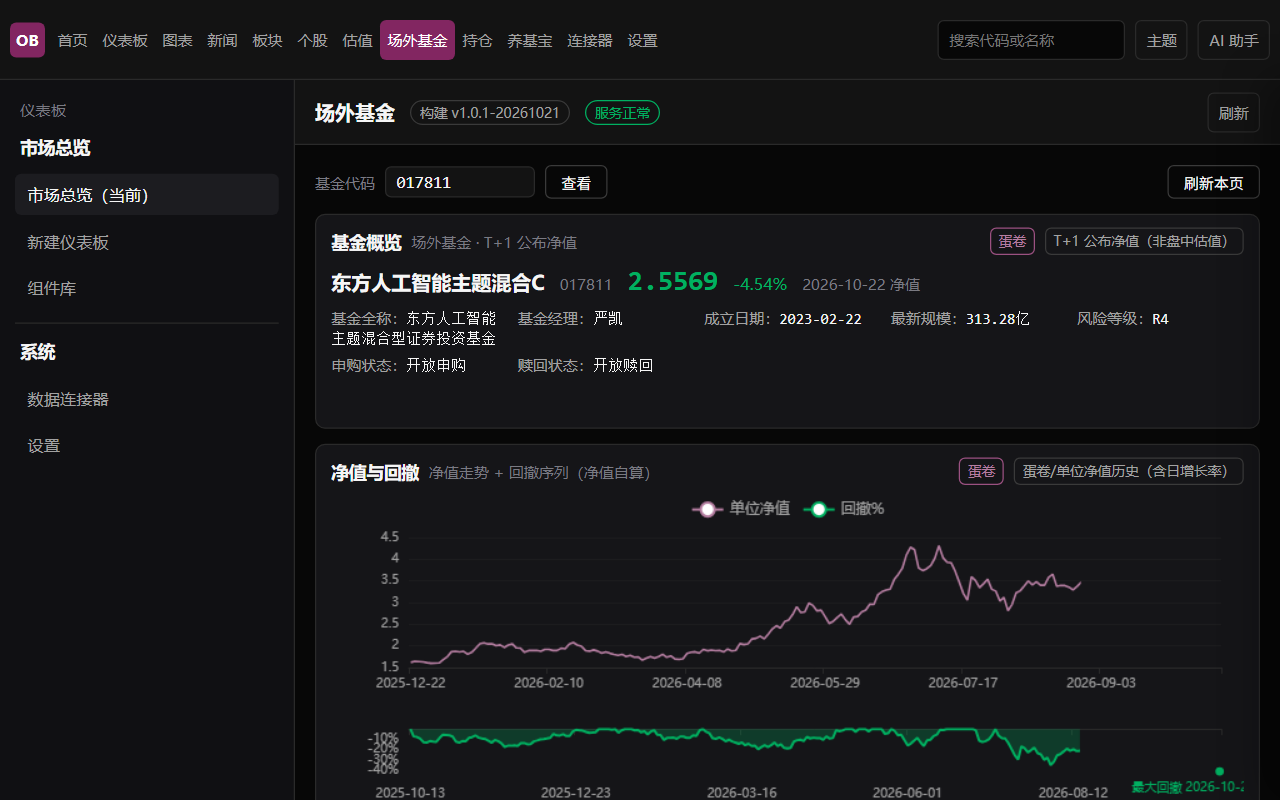 OB 首页 仪表板 图表 新闻 板块 个股 估值 场外基金 持仓 养基宝 连接器 设置 搜索代码或名称 主题 AI 助手
仪表板
市场总览
市场总览（当前）
新建仪表板
组件库
系统
数据连接器
设置
场外基金 构建 v1.0.1-20261021 服务正常 刷新
基金代码 017811 查看 刷新本页
基金概览 场外基金 · T+1 公布净值 蛋卷 T+1 公布净值（非盘中估值）
东方人工智能主题混合C 017811 2.5569 -4.54% 2026-10-22 净值
基金全称：东方人工智能主题混合型证券投资基金 基金经理：严凯 成立日期：2023-02-22 最新规模：313.28亿 风险等级：R4
申购状态：开放申购 赎回状态：开放赎回
净值与回撤 净值走势 + 回撤序列（净值自算） 蛋卷 蛋卷/单位净值历史（含日增长率）
单位净值 回撤%
4.5
4
3.5
3
2.5
2
1.5
2025-12-22 2026-02-10 2026-04-08 2026-05-29 2026-07-17 2026-09-03
-10%
-20%
-30%
-40%
最大回撤 2026-10-2
2025-10-13 2025-12-23 2026-03-16 2026-06-01 2026-08-12